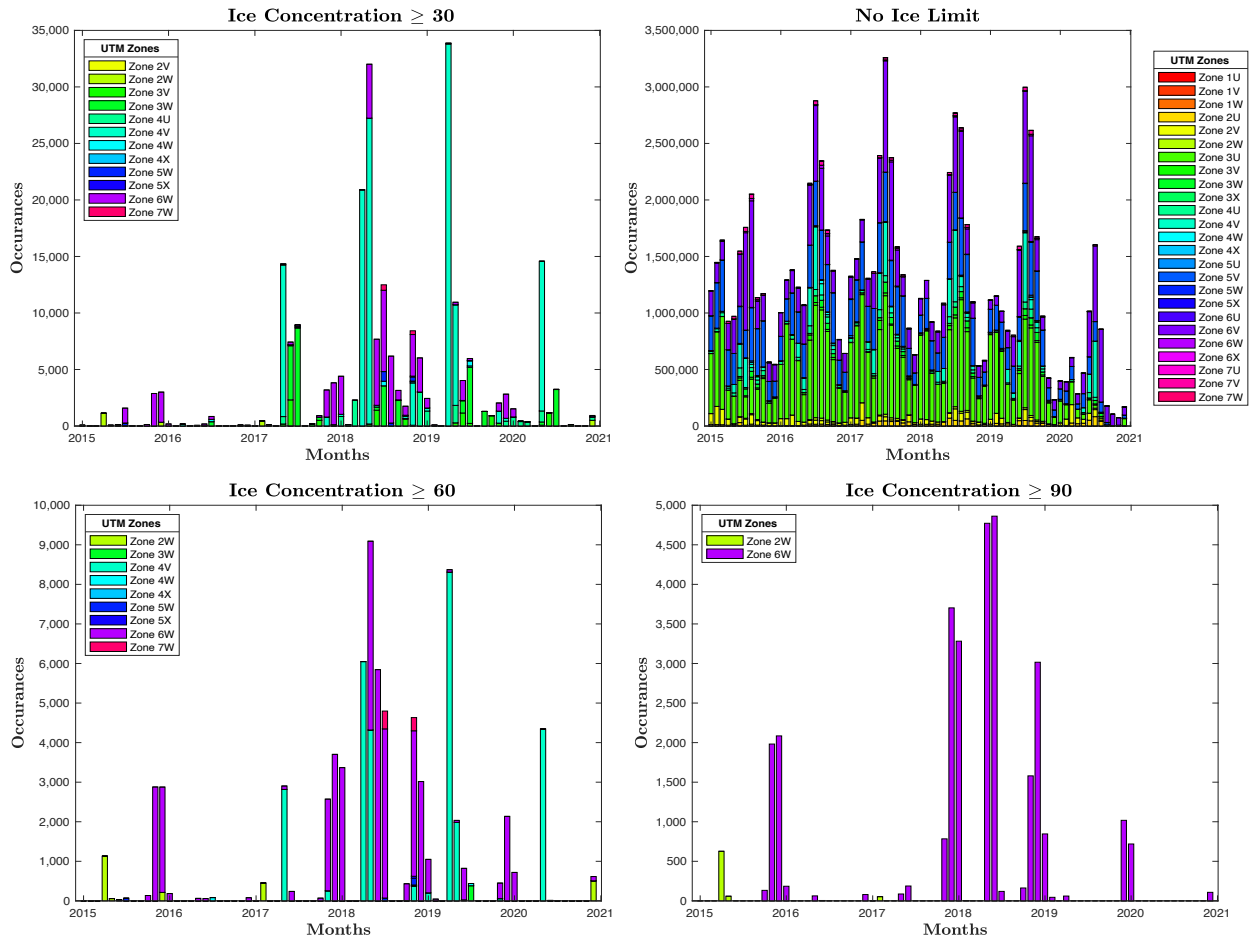 Ice Concentration ≥ 30
35,000
30,000
25,000
20,000
15,000
10,000
5,000
0
Occurances
2015 2016 2017 2018 2019 2020 2021
Months
UTM Zones
Zone 2V
Zone 2W
Zone 3V
Zone 3W
Zone 4U
Zone 4V
Zone 4W
Zone 4X
Zone 5W
Zone 5X
Zone 6W
Zone 7W
No Ice Limit
3,500,000
3,000,000
2,500,000
2,000,000
1,500,000
1,000,000
500,000
0
Occurances
2015 2016 2017 2018 2019 2020 2021
Months
UTM Zones
Zone 1U
Zone 1V
Zone 1W
Zone 2U
Zone 2V
Zone 2W
Zone 3U
Zone 3V
Zone 3W
Zone 3X
Zone 4U
Zone 4V
Zone 4W
Zone 4X
Zone 5U
Zone 5V
Zone 5W
Zone 5X
Zone 6U
Zone 6V
Zone 6W
Zone 6X
Zone 7U
Zone 7V
Zone 7W
Ice Concentration ≥ 60
10,000
9,000
8,000
7,000
6,000
5,000
4,000
3,000
2,000
1,000
0
Occurances
2015 2016 2017 2018 2019 2020 2021
Months
UTM Zones
Zone 2W
Zone 3W
Zone 4V
Zone 4W
Zone 4X
Zone 5W
Zone 5X
Zone 6W
Zone 7W
Ice Concentration ≥ 90
5,000
4,500
4,000
3,500
3,000
2,500
2,000
1,500
1,000
500
0
Occurances
2015 2016 2017 2018 2019 2020 2021
Months
UTM Zones
Zone 2W
Zone 6W